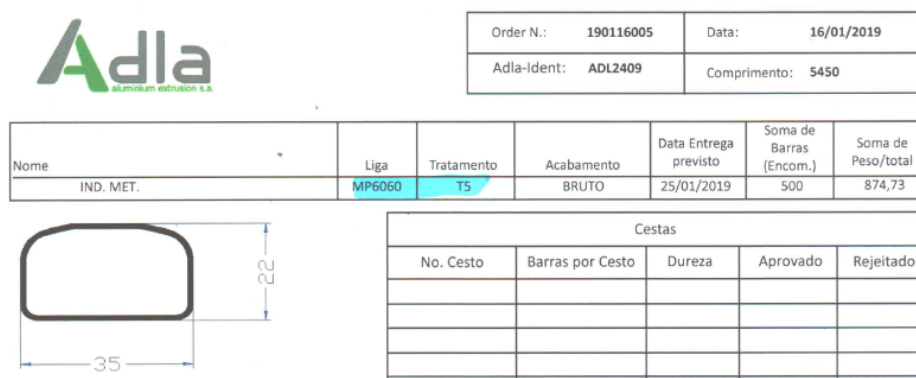 Adla
aluminium extrusion s.a.
Order N.: 190116005 Data: 16/01/2019
Adla-Ident: ADL2409 Comprimento: 5450
Nome Liga Tratamento Acabamento Data Entrega previsto Soma de Barras (Encom.) Soma de Peso/total
IND. MET. MP6060 T5 BRUTO 25/01/2019 500 874,73
Cestas
No. Cesto Barras por Cesto Dureza Aprovado Rejeitado
22
35